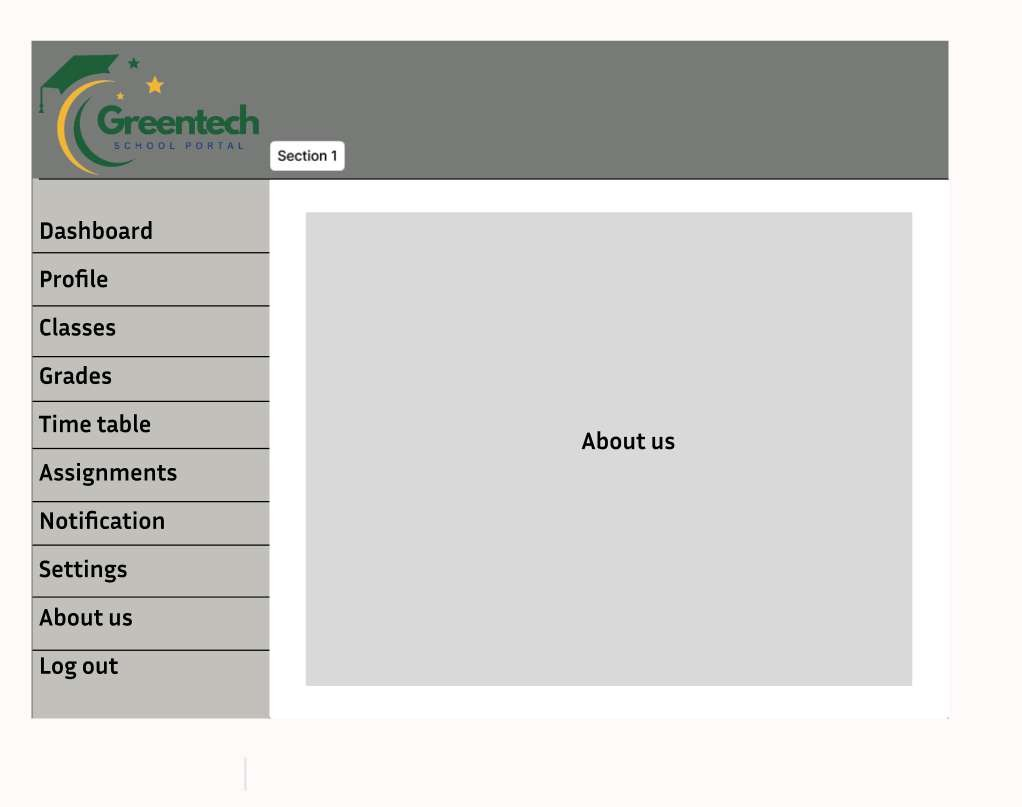 Greentech
SCHOOL PORTAL
Section 1
Dashboard
Profile
Classes
Grades
Time table
Assignments
Notification
Settings
About us
Log out
About us